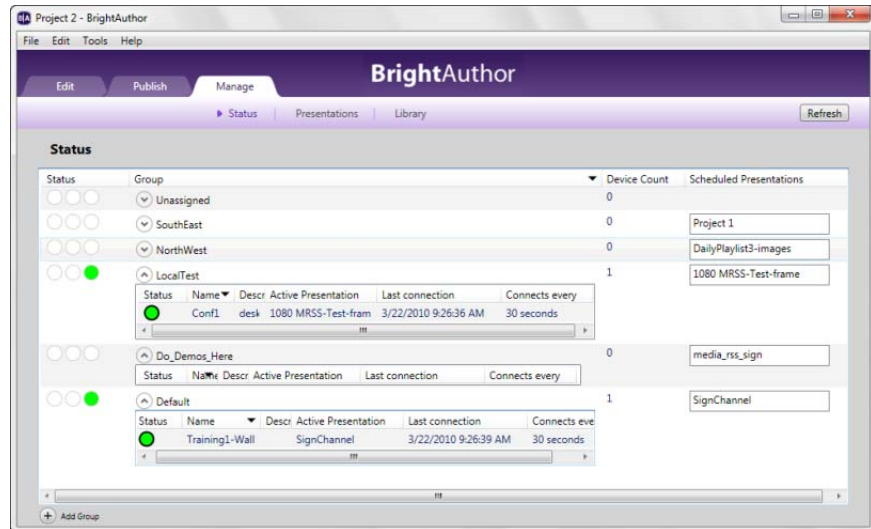 B|A Project 2 - BrightAuthor
File Edit Tools Help
BrightAuthor
Edit Publish Manage
Status Presentations Library Refresh
Status
Status Group Device Count Scheduled Presentations
Unassigned 0
SouthEast 0 Project 1
NorthWest 0 DailyPlaylist3-images
LocalTest 1 1080 MRSS-Test-frame
Status Name Descr Active Presentation Last connection Connects every
Conf1 desk 1080 MRSS-Test-fram 3/22/2010 9:26:36 AM 30 seconds
Do_Demos_Here 0 media_rss_sign
Status Name Descr Active Presentation Last connection Connects every
Default 1 SignChannel
Status Name Descr Active Presentation Last connection Connects eve
Training1-Wall SignChannel 3/22/2010 9:26:39 AM 30 seconds
Add Group